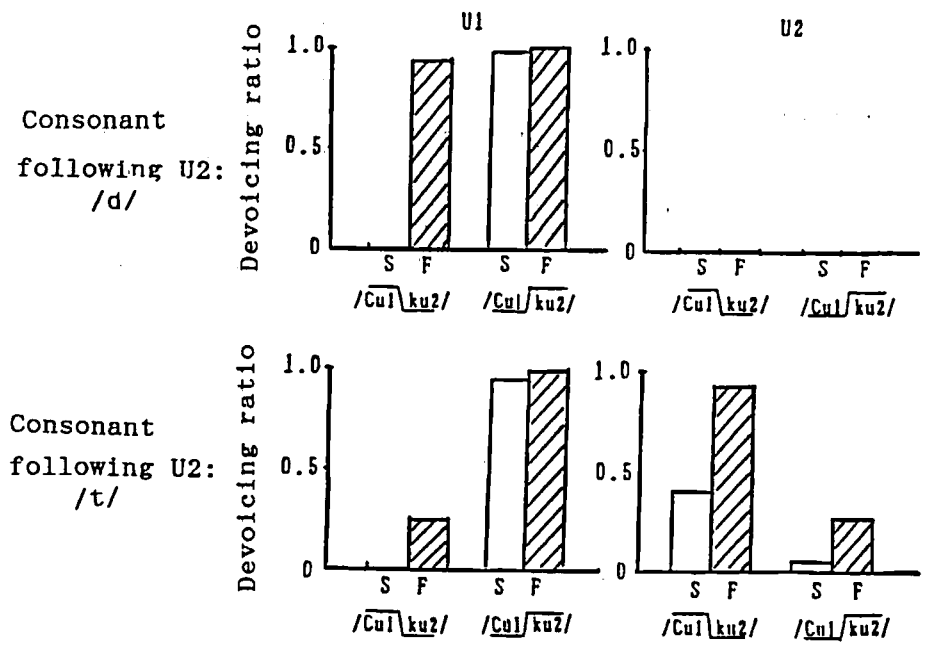 U1
U2
Consonant
following U2:
/d/
Devoicing ratio
1.0
0.5
0
S F S F
/Cu1 ku2/ /Cu1 ku2/
1.0
0.5
0
S F S F
/Cu1 ku2/ /Cu1 ku2/
Consonant
following U2:
/t/
Devoicing ratio
1.0
0.5
0
S F S F
/Cu1 ku2/ /Cu1 ku2/
1.0
0.5
0
S F S F
/Cu1 ku2/ /Cu1 ku2/